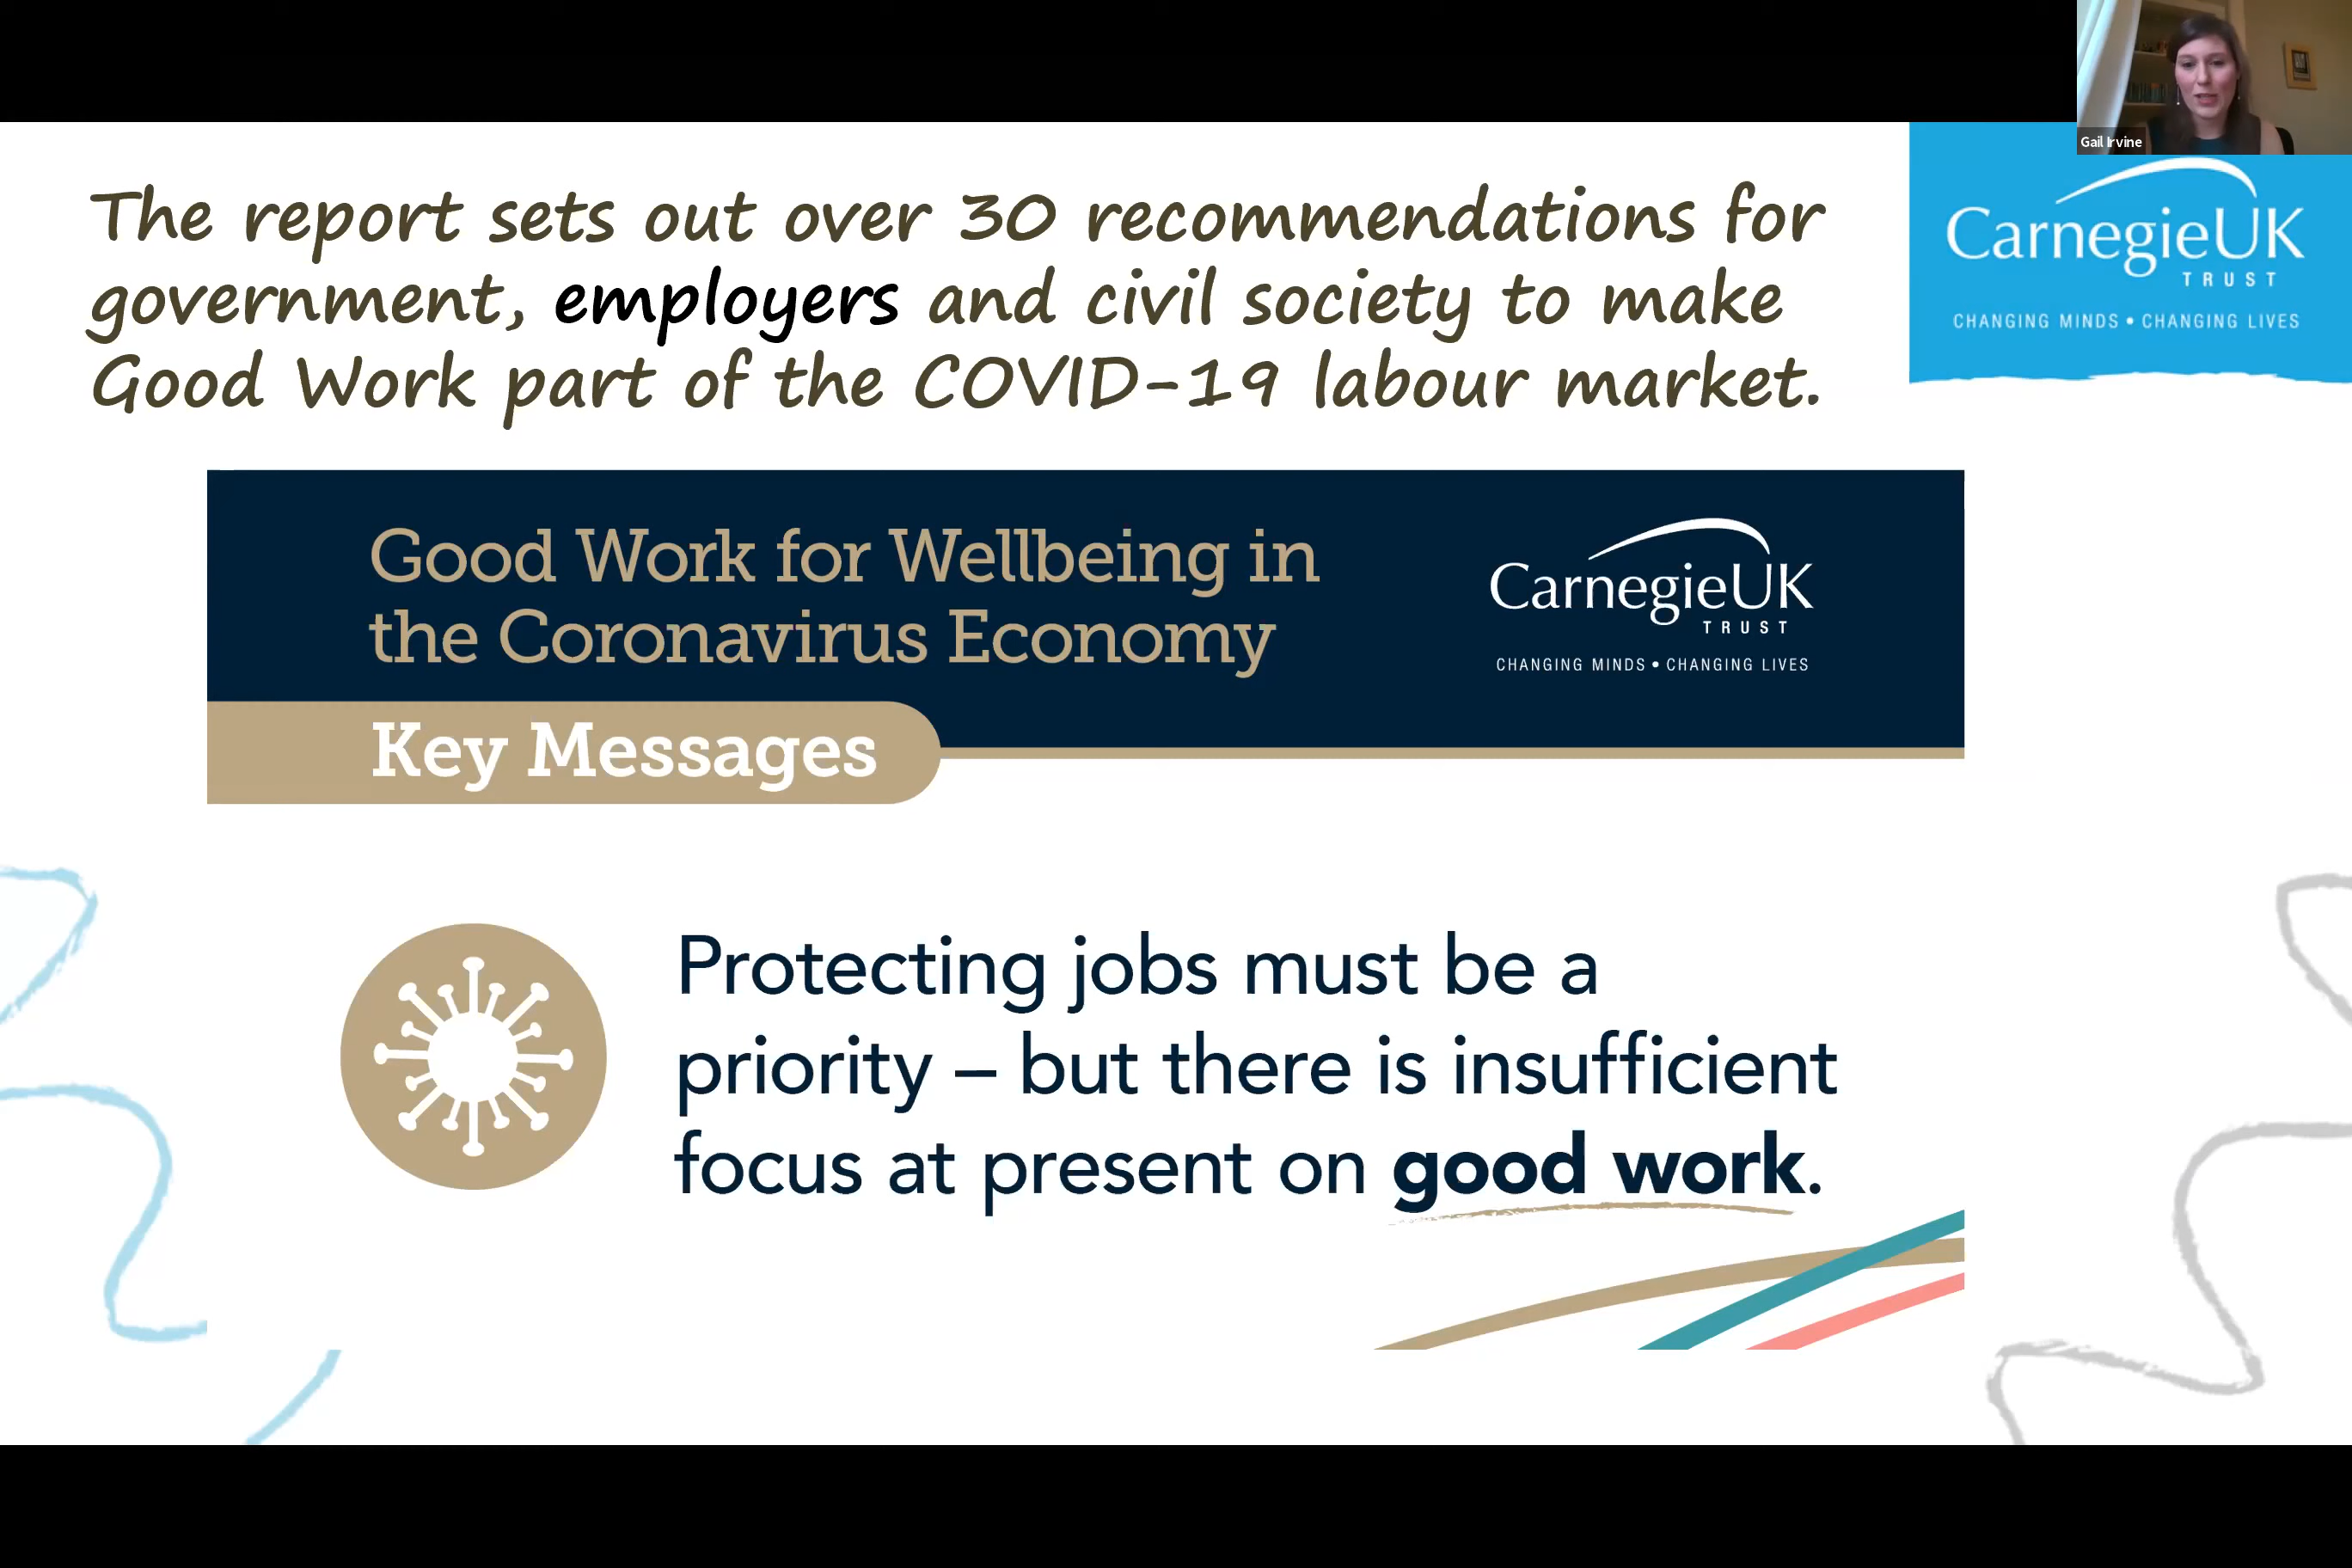 Gail Irvine
The report sets out over 30 recommendations for
government, employers and civil society to make
Good Work part of the COVID-19 labour market.
CarnegieUK
TRUST
CHANGING MINDS • CHANGING LIVES
Good Work for Wellbeing in
the Coronavirus Economy
CarnegieUK
TRUST
CHANGING MINDS • CHANGING LIVES
Key Messages
Protecting jobs must be a
priority – but there is insufficient
focus at present on good work.